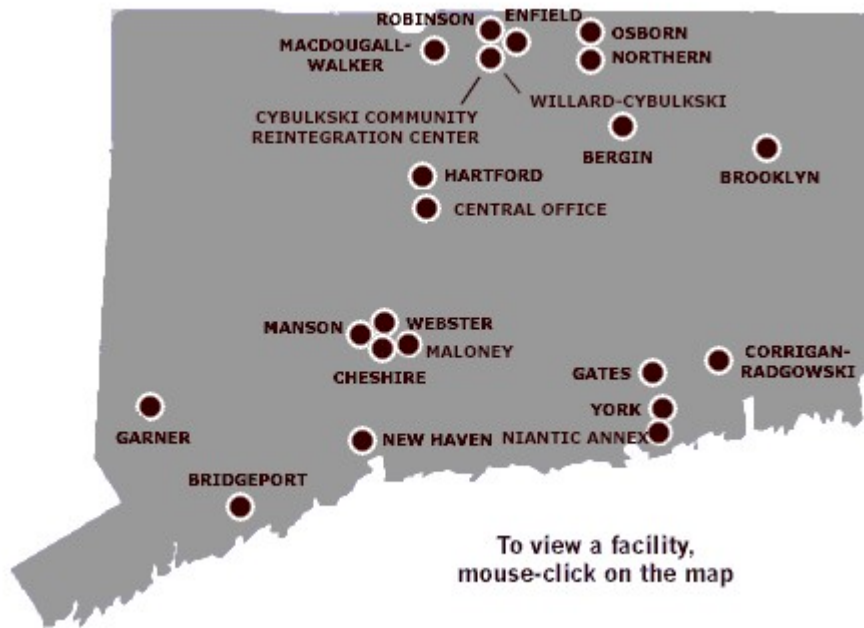 ROBINSON
ENFIELD
OSBORN
MACDOUGALL-
WALKER
NORTHERN
CYBULKSKI COMMUNITY
REINTEGRATION CENTER
WILLARD-CYBULKSKI
BERGIN
BROOKLYN
HARTFORD
CENTRAL OFFICE
MANSON
WEBSTER
MALONEY
CHESHIRE
GATES
CORRIGAN-
RADGOWSKI
YORK
GARNER
NEW HAVEN
NIANTIC ANNEX
BRIDGEPORT
To view a facility,
mouse-click on the map